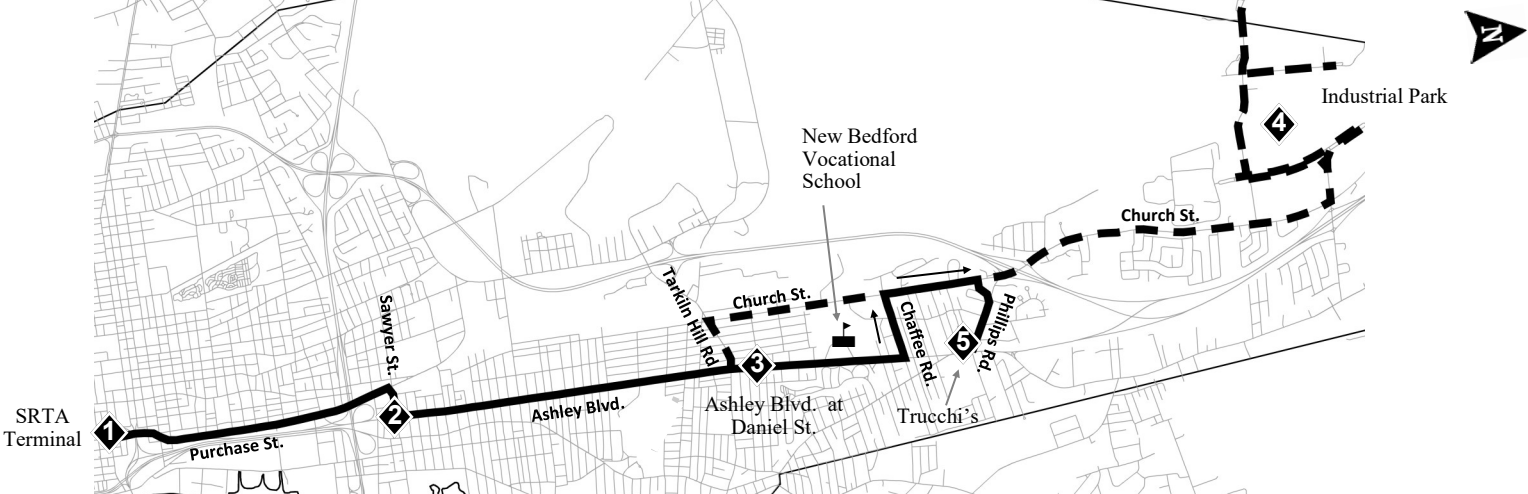 N
Industrial Park
4
New Bedford
Vocational
School
Church St.
Tarkiln Hill Rd
Church St.
Sawyer St.
Chaffee Rd.
Phillips Rd.
5
3
SRTA
Terminal
1
2
Ashley Blvd.
Ashley Blvd. at
Daniel St.
Trucchi's
Purchase St.